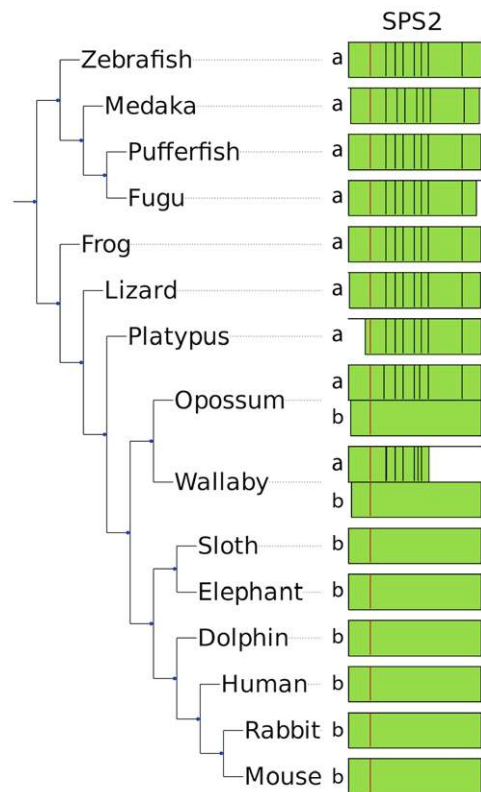 SPS2
Zebrafish a
Medaka a
Pufferfish a
Fugu a
Frog a
Lizard a
Platypus a
a
Opossum
b
a
Wallaby
b
Sloth b
Elephant b
Dolphin b
Human b
Rabbit b
Mouse b